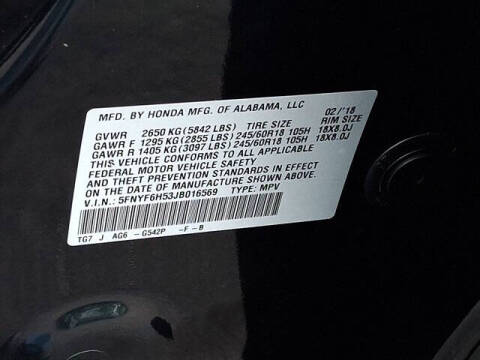 MFD. BY HONDA MFG. OF ALABAMA, LLC 02/'18
GVWR 2650 KG (5842 LBS) TIRE SIZE RIM SIZE
GAWR F 1295 KG (2855 LBS) 245/60R18 105H 18X8.0J
GAWR R 1405 KG (3097 LBS) 245/60R18 105H 18X8.0J
THIS VEHICLE CONFORMS TO ALL APPLICABLE
FEDERAL MOTOR VEHICLE SAFETY
AND THEFT PREVENTION STANDARDS IN EFFECT
ON THE DATE OF MANUFACTURE SHOWN ABOVE.
V.I.N.: 5FNYF6H53JB016569 TYPE: MPV
TG7 J AG6 - G542P -F-B